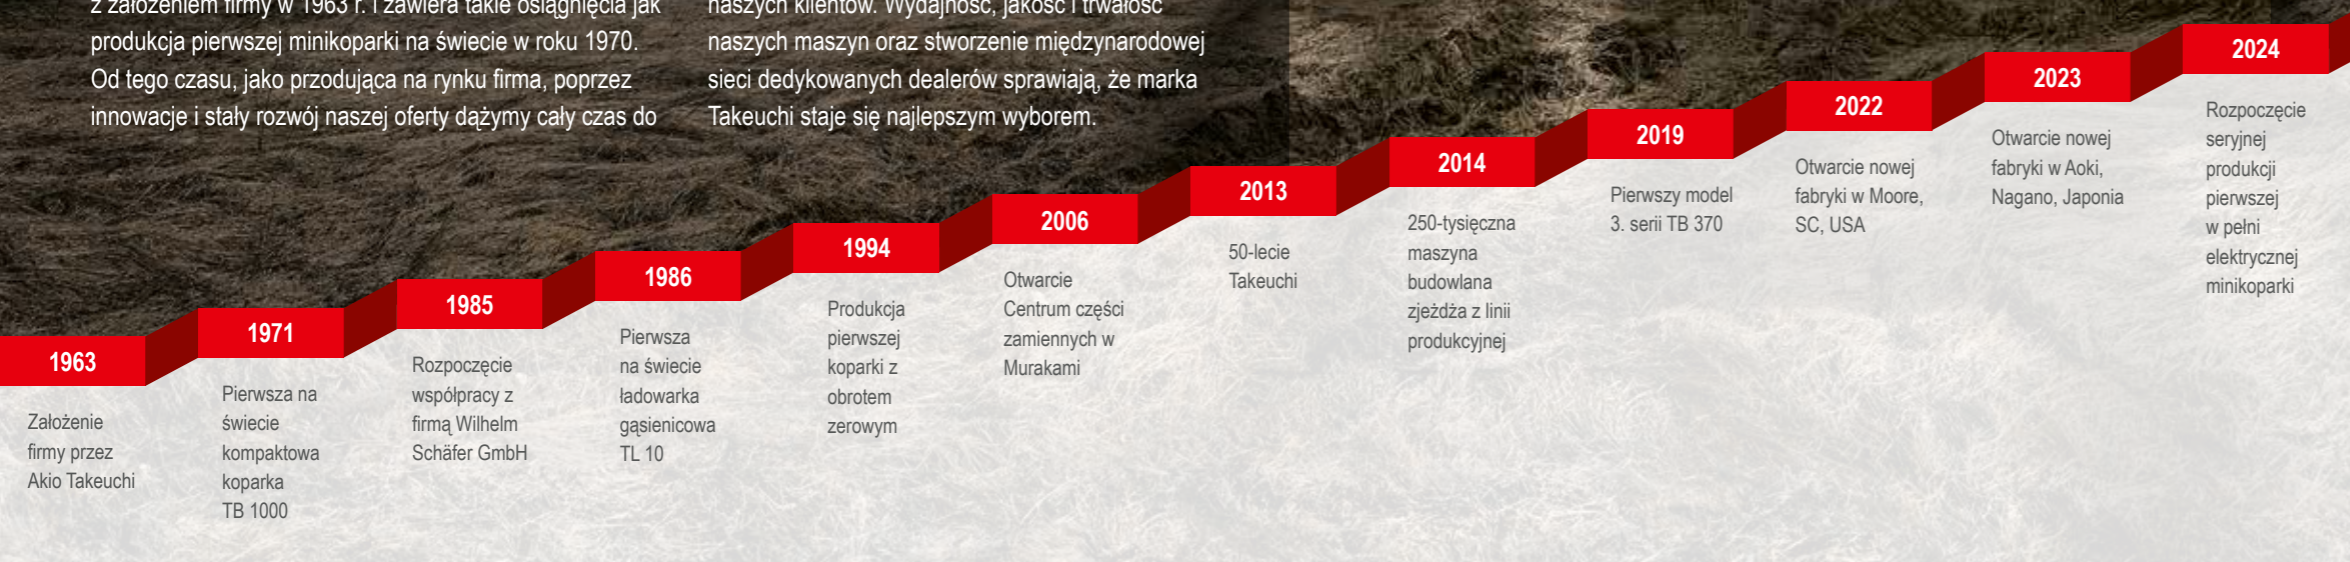 z założeniem firmy w 1963 r. i zawiera takie osiągnięcia jak
produkcja pierwszej minikoparki na świecie w roku 1970.
Od tego czasu, jako przodująca na rynku firma, poprzez
innowacje i stały rozwój naszej oferty dążymy cały czas do
naszych klientów. Wydajność, jakość i trwałość
naszych maszyn oraz stworzenie międzynarodowej
sieci dedykowanych dealerów sprawiają, że marka
Takeuchi staje się najlepszym wyborem.
1963
Założenie
firmy przez
Akio Takeuchi
1971
Pierwsza na
świecie
kompaktowa
koparka
TB 1000
1985
Rozpoczęcie
współpracy z
firmą Wilhelm
Schäfer GmbH
1986
Pierwsza
na świecie
ładowarka
gąsienicowa
TL 10
1994
Produkcja
pierwszej
koparki z
obrotem
zerowym
2006
Otwarcie
Centrum części
zamiennych w
Murakami
2013
50-lecie
Takeuchi
2014
250-tysięczna
maszyna
budowlana
zjeżdża z linii
produkcyjnej
2019
Pierwszy model
3. serii TB 370
2022
Otwarcie nowej
fabryki w Moore,
SC, USA
2023
Otwarcie nowej
fabryki w Aoki,
Nagano, Japonia
2024
Rozpoczęcie
seryjnej
produkcji
pierwszej
w pełni
elektrycznej
minikoparki